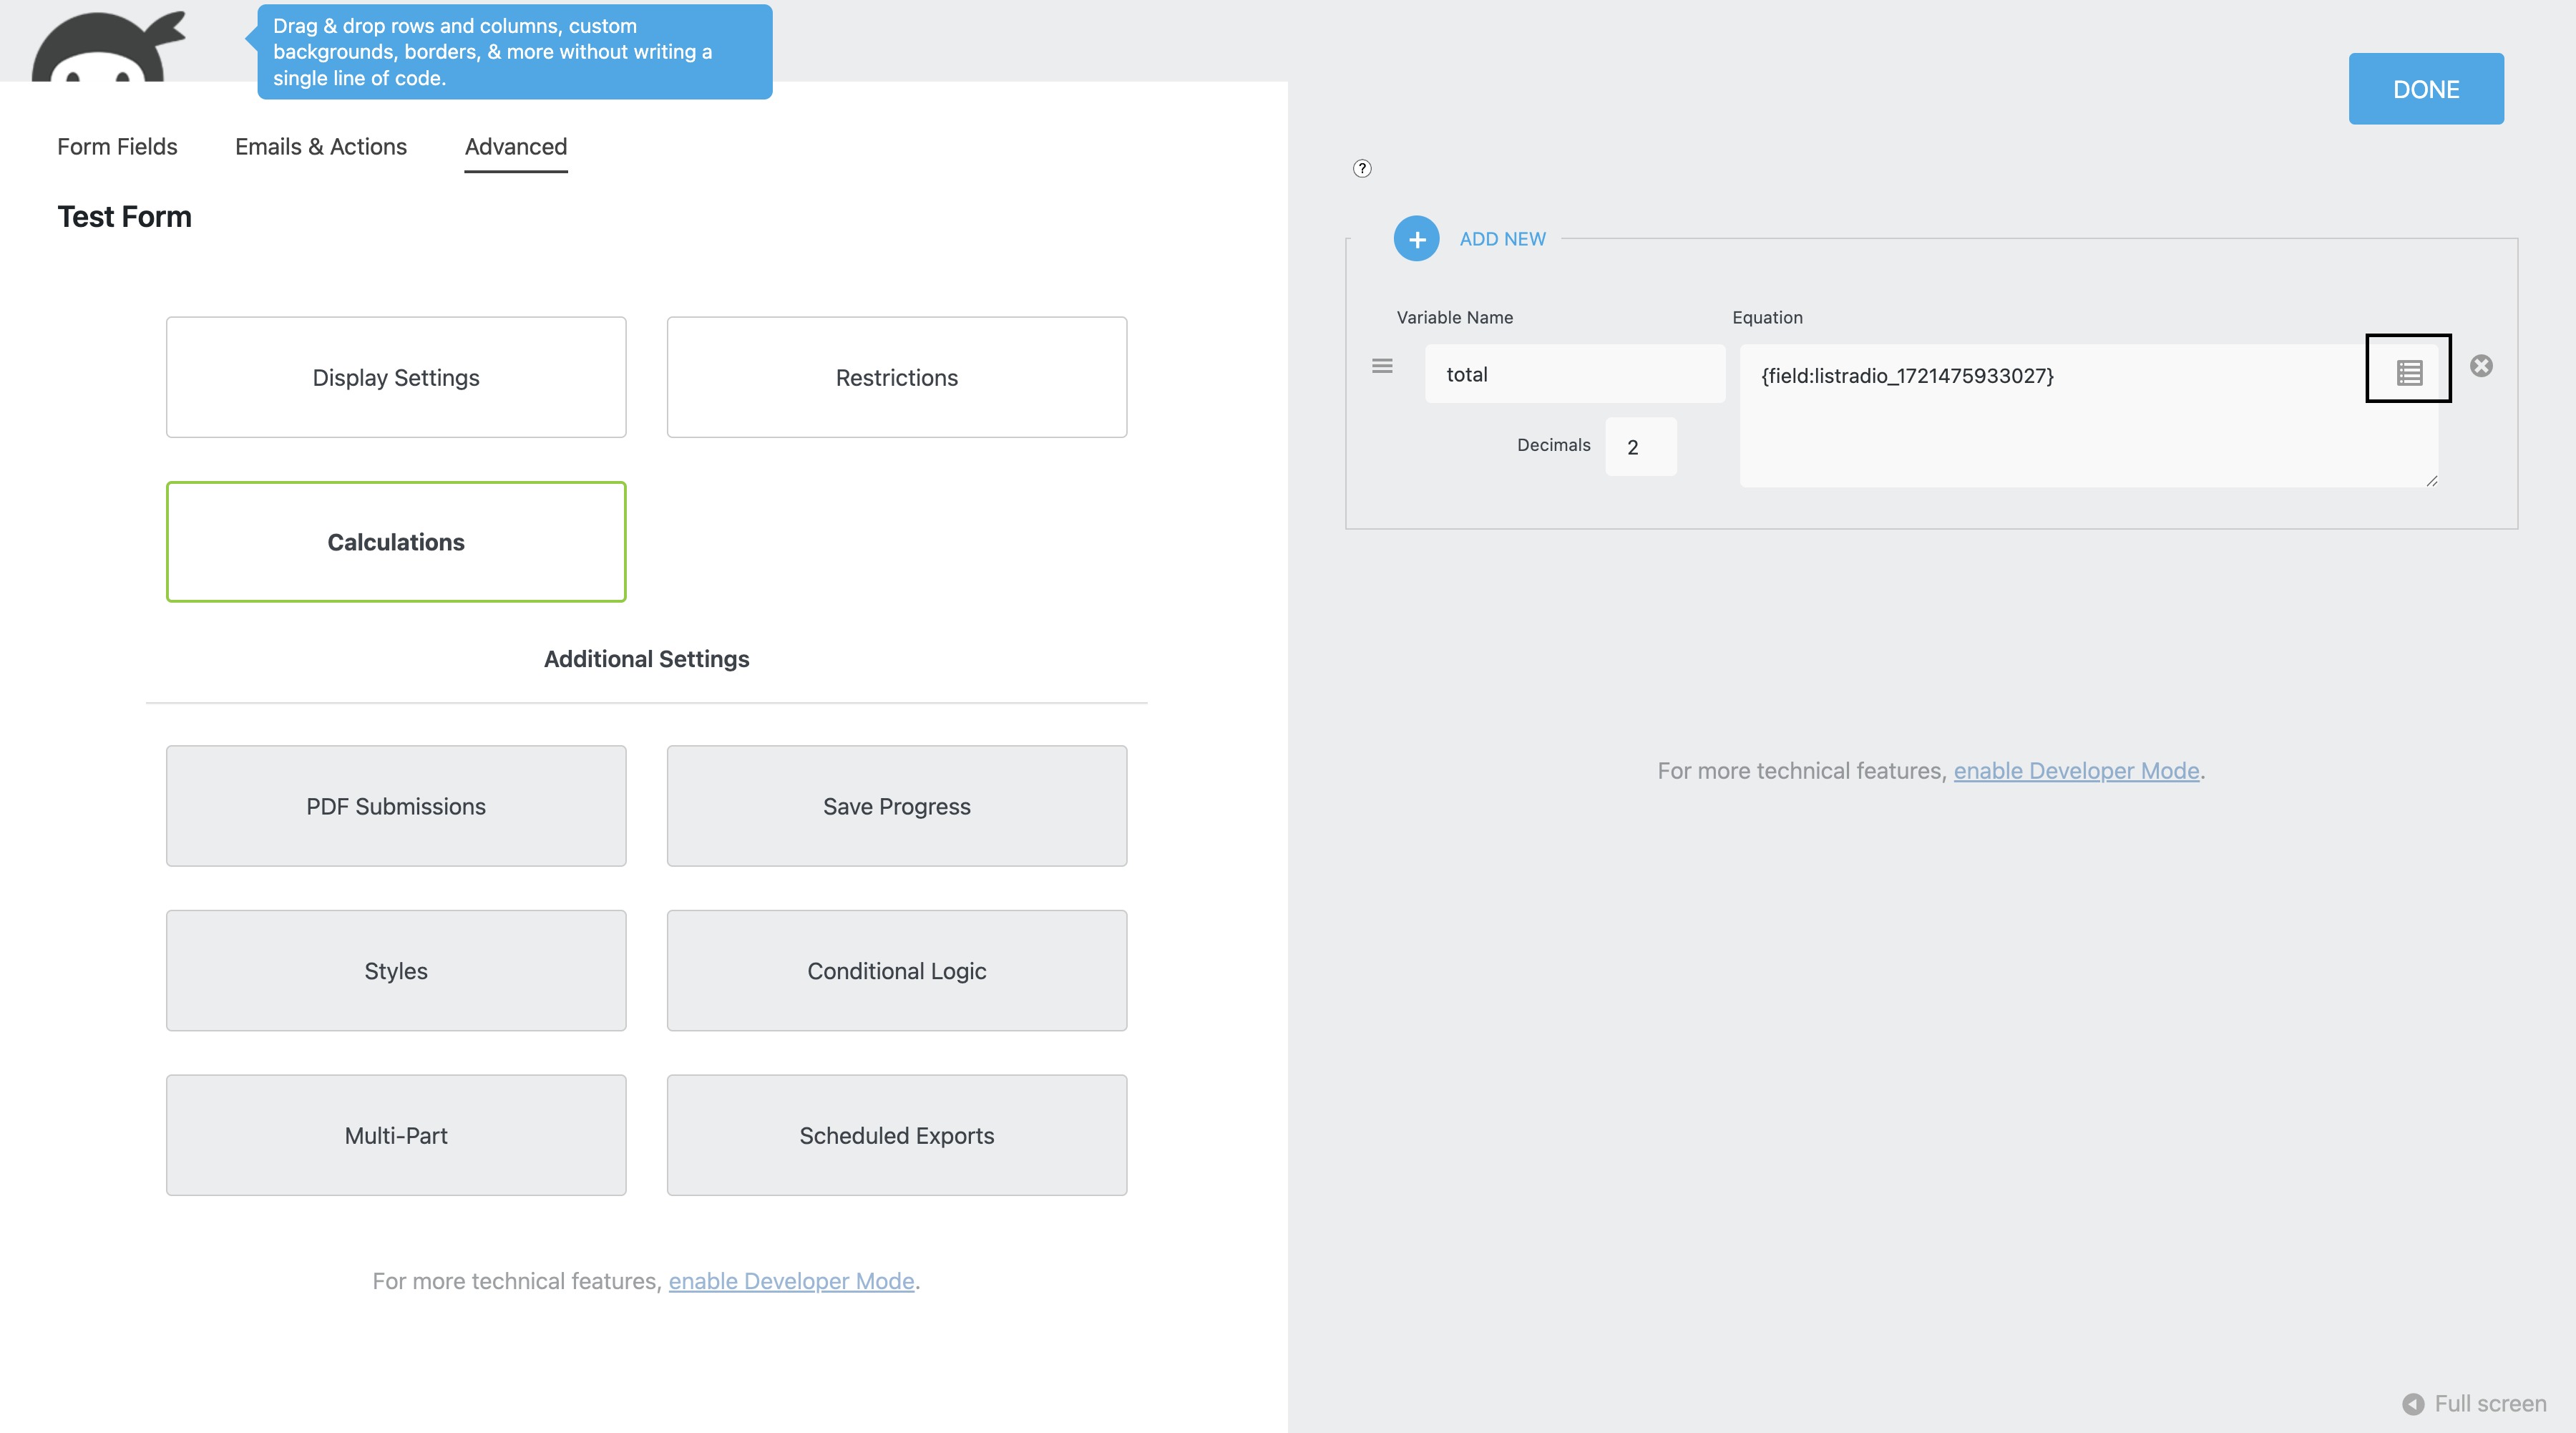 Drag & drop rows and columns, custom
backgrounds, borders, & more without writing a
single line of code.
DONE
Form Fields
Emails & Actions
Advanced
?
Test Form
+ ADD NEW
Variable Name
Equation
total
{field:listradio_1721475933027}
Decimals
2
Display Settings
Restrictions
Calculations
Additional Settings
PDF Submissions
Save Progress
Styles
Conditional Logic
Multi-Part
Scheduled Exports
For more technical features, enable Developer Mode.
For more technical features, enable Developer Mode.
Full screen